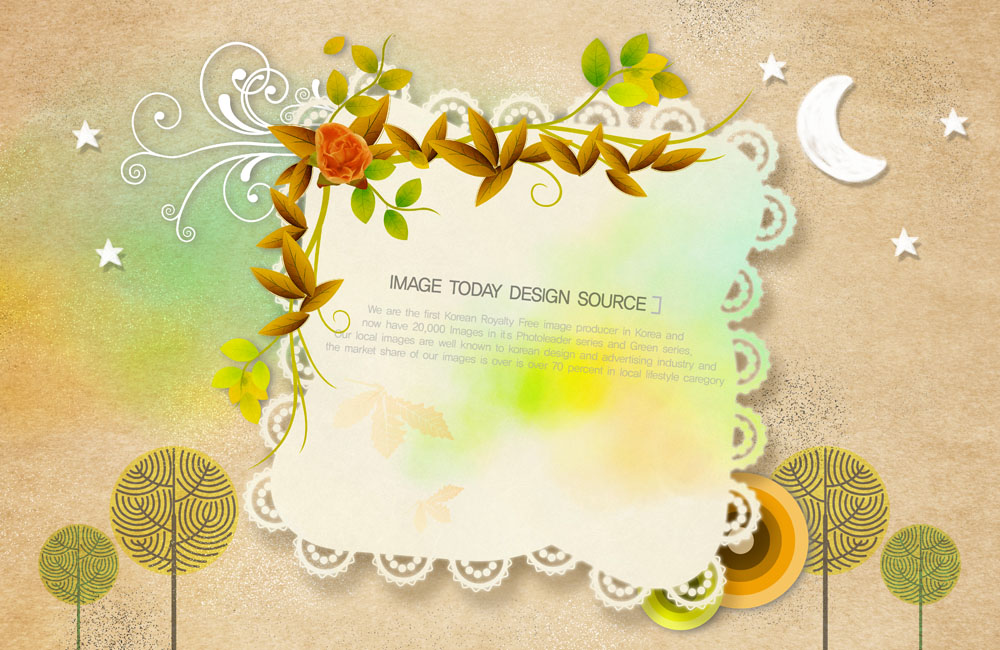 IMAGE TODAY DESIGN SOURCE
We are the first Korean Royalty Free image producer in Korea and
now have 20,000 Images in it's Photoleader series and Green series,
Our local images are well known to korean design and advertising industry and
the market share of our images is over is over 70 percent in local lifestyle caregory